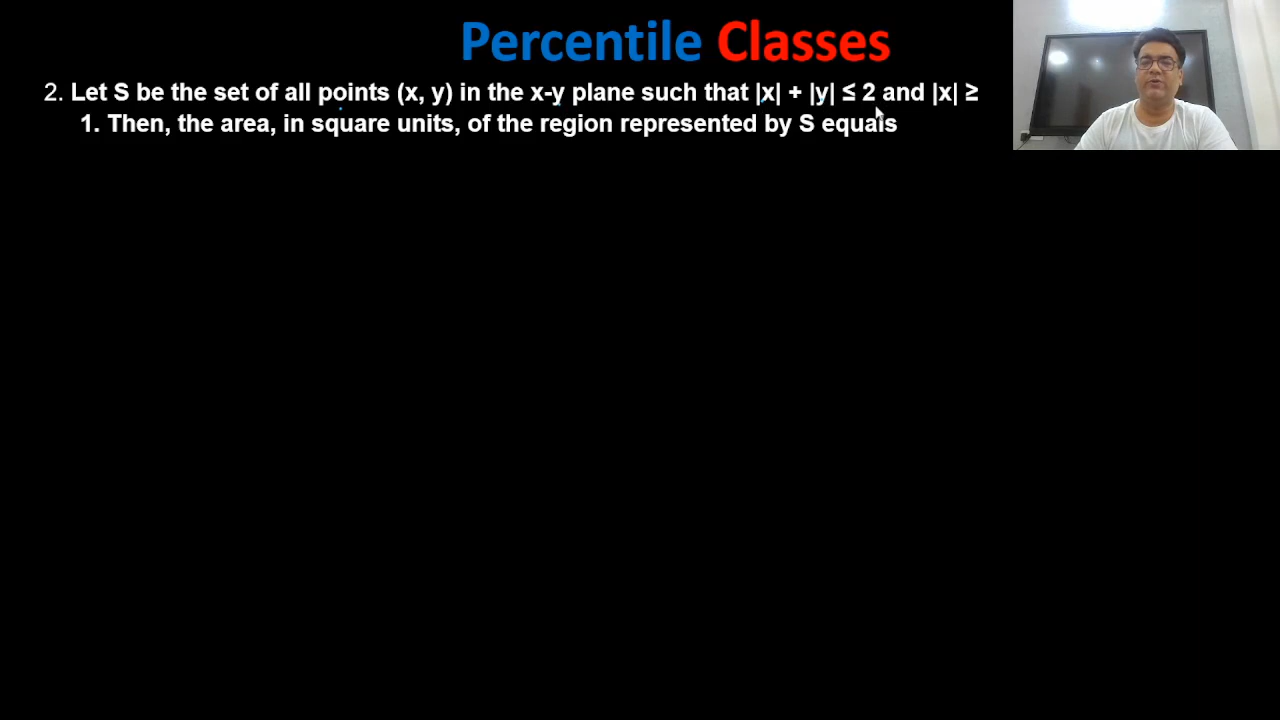 Percentile Classes
2. Let S be the set of all points (x, y) in the x-y plane such that |x| + |y| ≤ 2 and |x| ≥
1. Then, the area, in square units, of the region represented by S equals